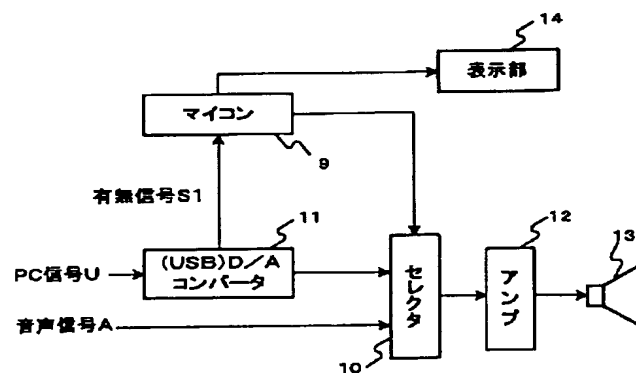 14
表示部
マイコン
9
有無信号S1
11
12
13
PC信号U
(USB)D/A
コンバータ
セレクタ
アンプ
音声信号A
10